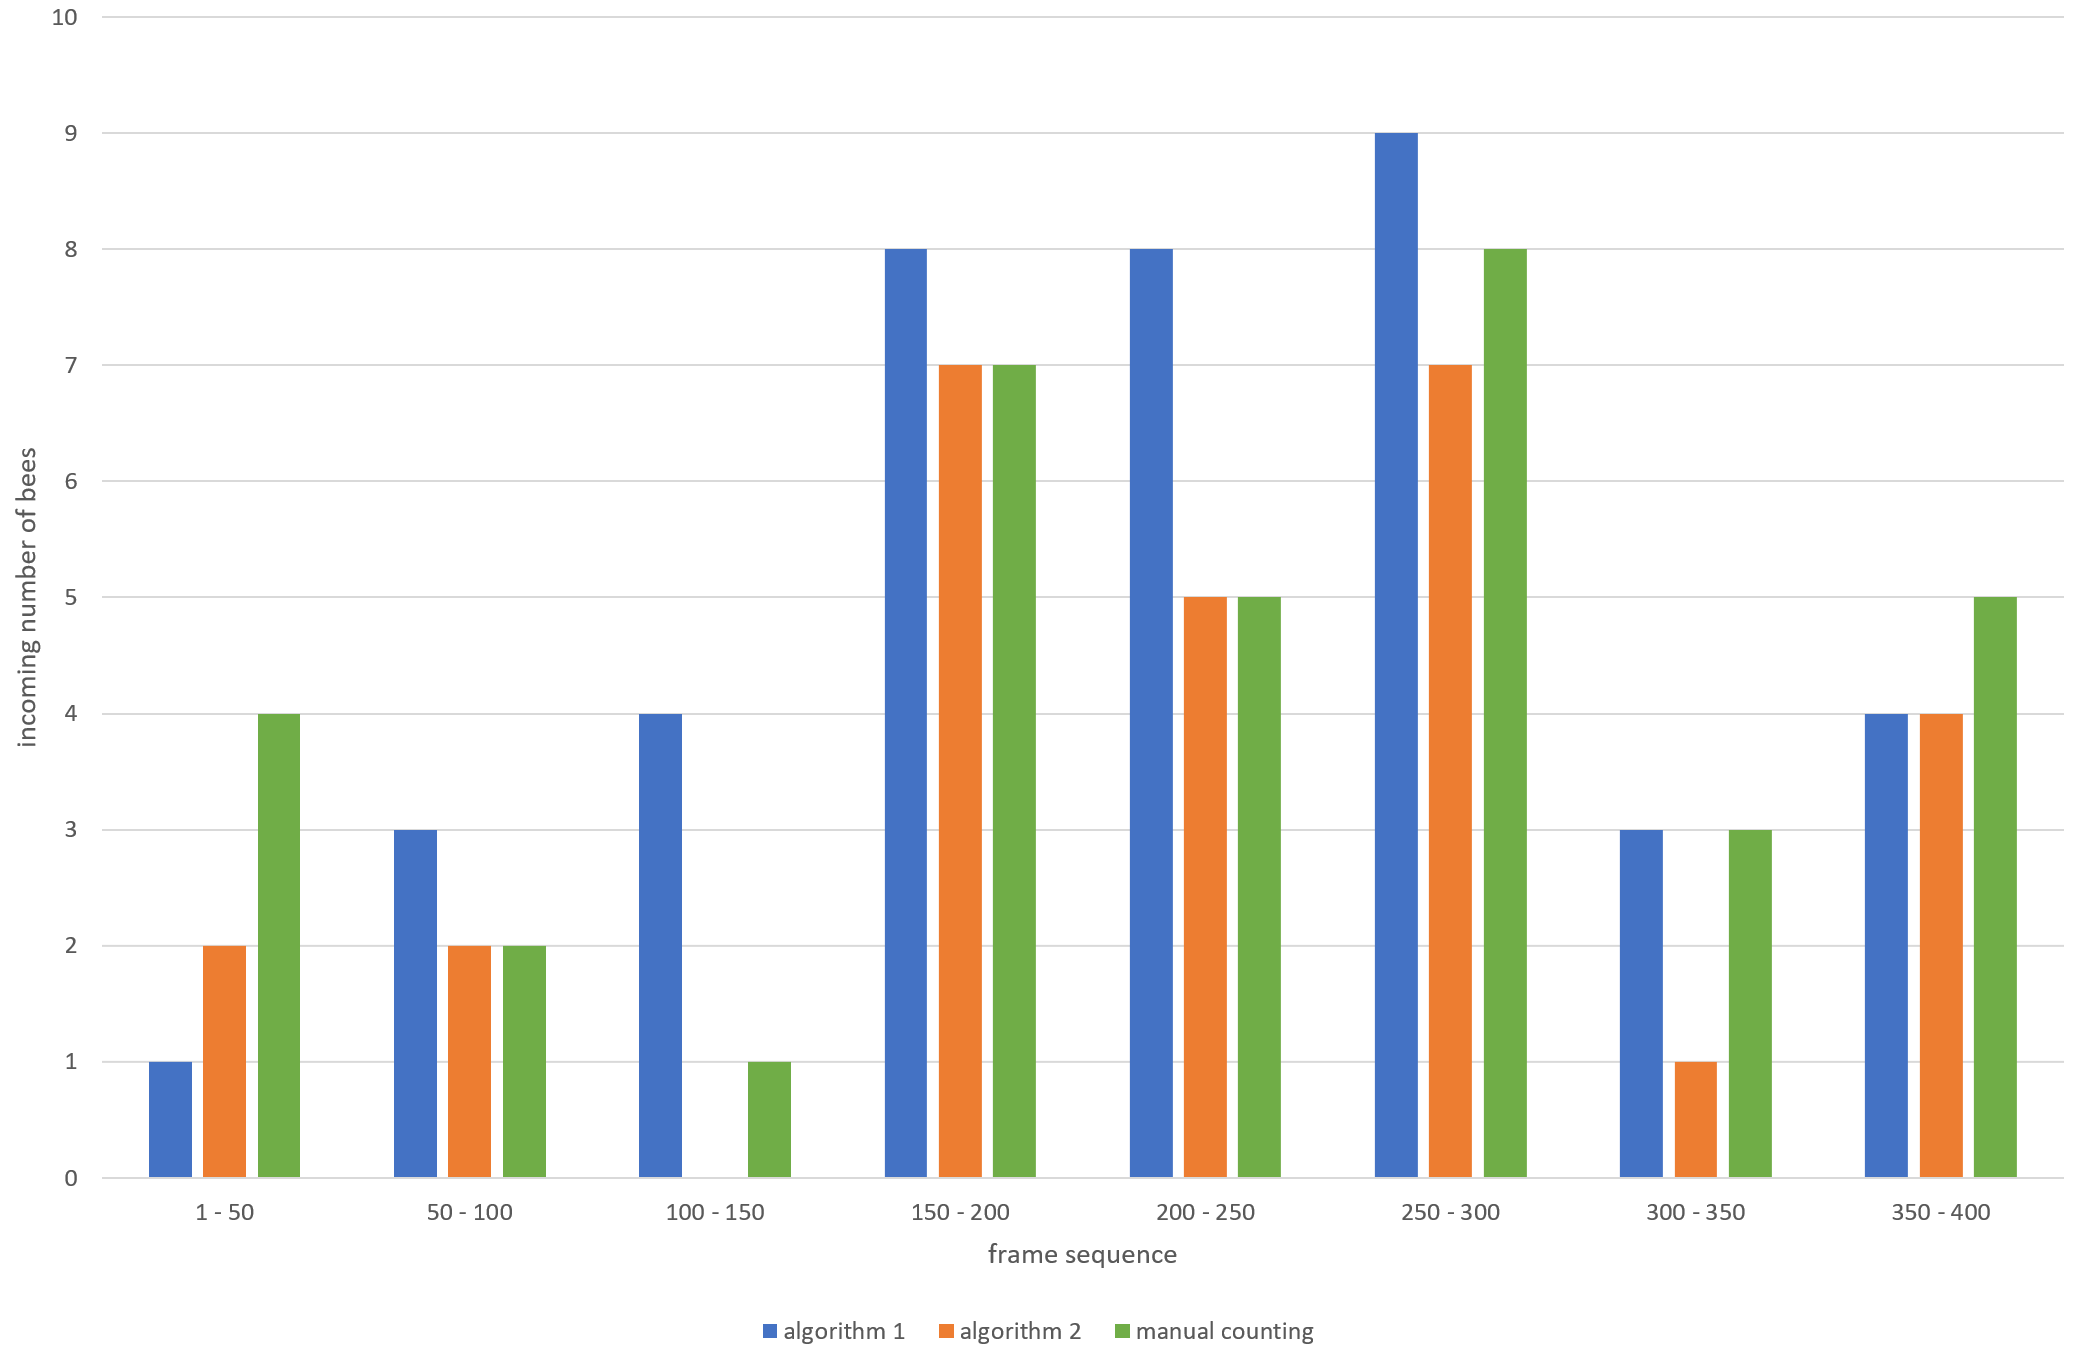 10
9
8
7
6
5
4
3
2
1
0
incoming number of bees
1 - 50 50 - 100 100 - 150 150 - 200 200 - 250 250 - 300 300 - 350 350 - 400
frame sequence
algorithm 1 algorithm 2 manual counting